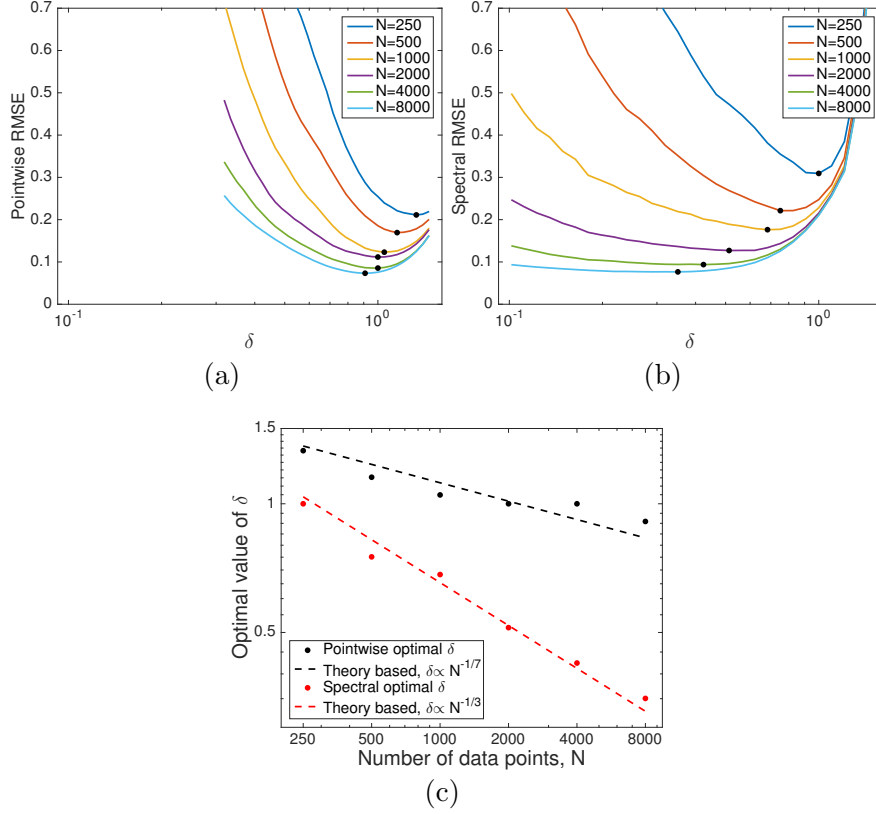 0.7
0.6
0.5
0.4
0.3
0.2
0.1
0
Pointwise RMSE
10^-1
10^0
δ
N=250
N=500
N=1000
N=2000
N=4000
N=8000
(a)
0.7
0.6
0.5
0.4
0.3
0.2
0.1
0
Spectral RMSE
10^-1
10^0
δ
N=250
N=500
N=1000
N=2000
N=4000
N=8000
(b)
1.5
1
0.5
Optimal value of δ
Pointwise optimal δ
Theory based, δ∝ N^-1/7
Spectral optimal δ
Theory based, δ∝ N^-1/3
250
500
1000
2000
4000
8000
Number of data points, N
(c)